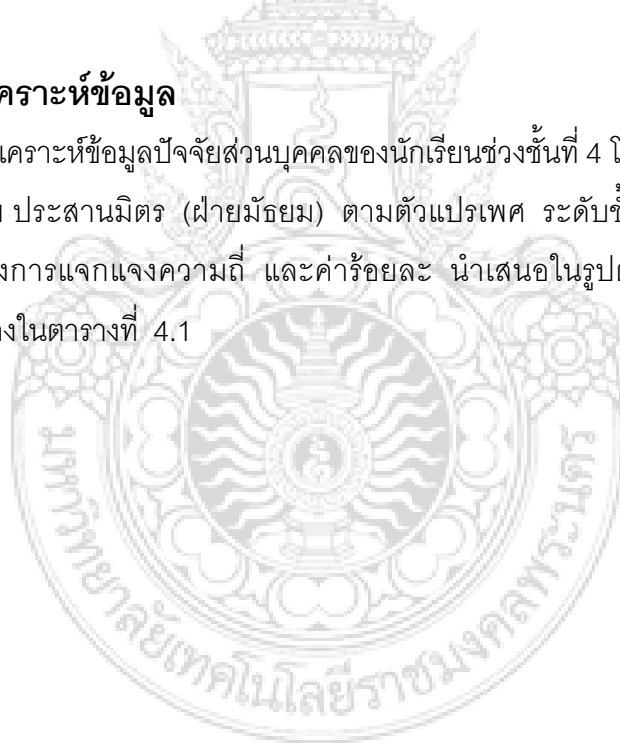 เคราะห์ข้อมูล
เคราะห์ข้อมูลปัจจัยส่วนบุคคลของนักเรียนช่วงชั้นที่ 4 โ
ม ประสานมิตร (ฝ่ายมัธยม) ตามตัวแปรเพศ ระดับชั้
งการแจกแจงความถี่ และค่าร้อยละ นำเสนอในรูป
งในตารางที่ 4.1
มหาวิทยาลัยเทคโนโลยีราชมงคลพระนคร